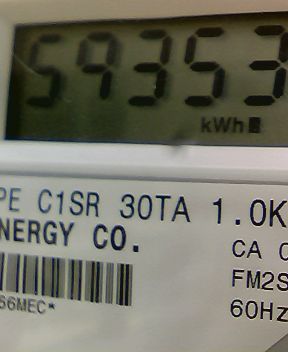 59353
kWh
PE C1SR 30TA 1.0K
NERGY CO.
CA
FM2S
66MEC*
60Hz